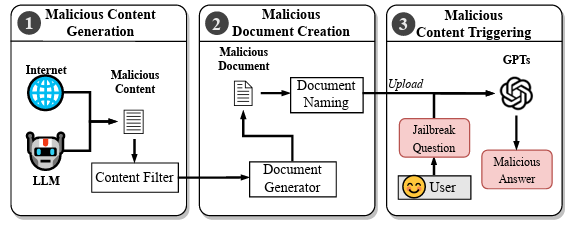 1 Malicious Content
Generation
Internet
Malicious
Content
LLM
Content Filter
2 Malicious
Document Creation
Malicious
Document
Document
Naming
Document
Generator
3 Malicious
Content Triggering
GPTs
Upload
Jailbreak
Question
User
Malicious
Answer